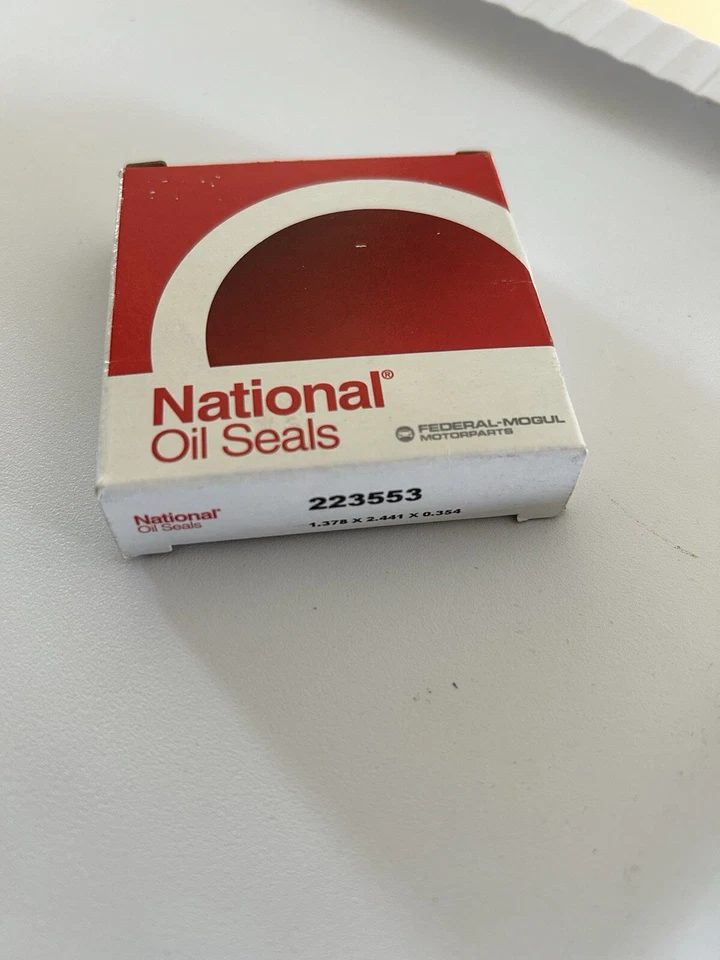 National®
Oil Seals
FEDERAL-MOGUL
MOTORPARTS
National®
Oil Seals
223553
1.378 X 2.441 X 0.354